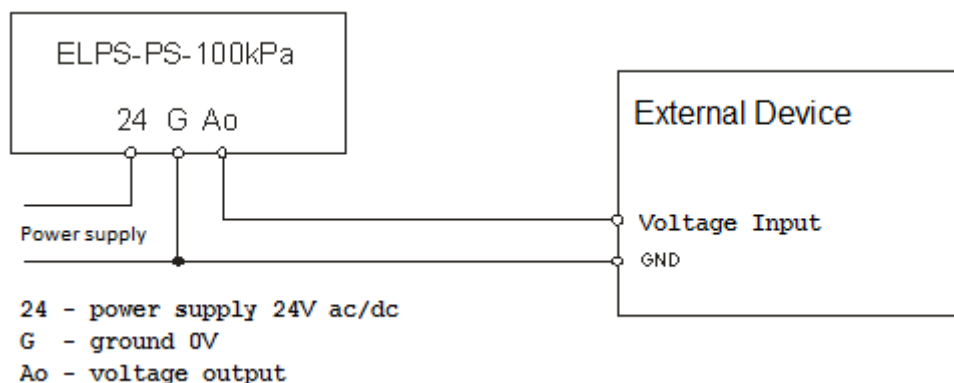 ELPS-PS-100kPa
24 G Ao
External Device
Voltage Input
Power supply
GND
24 - power supply 24V ac/dc
G - ground 0V
Ao - voltage output